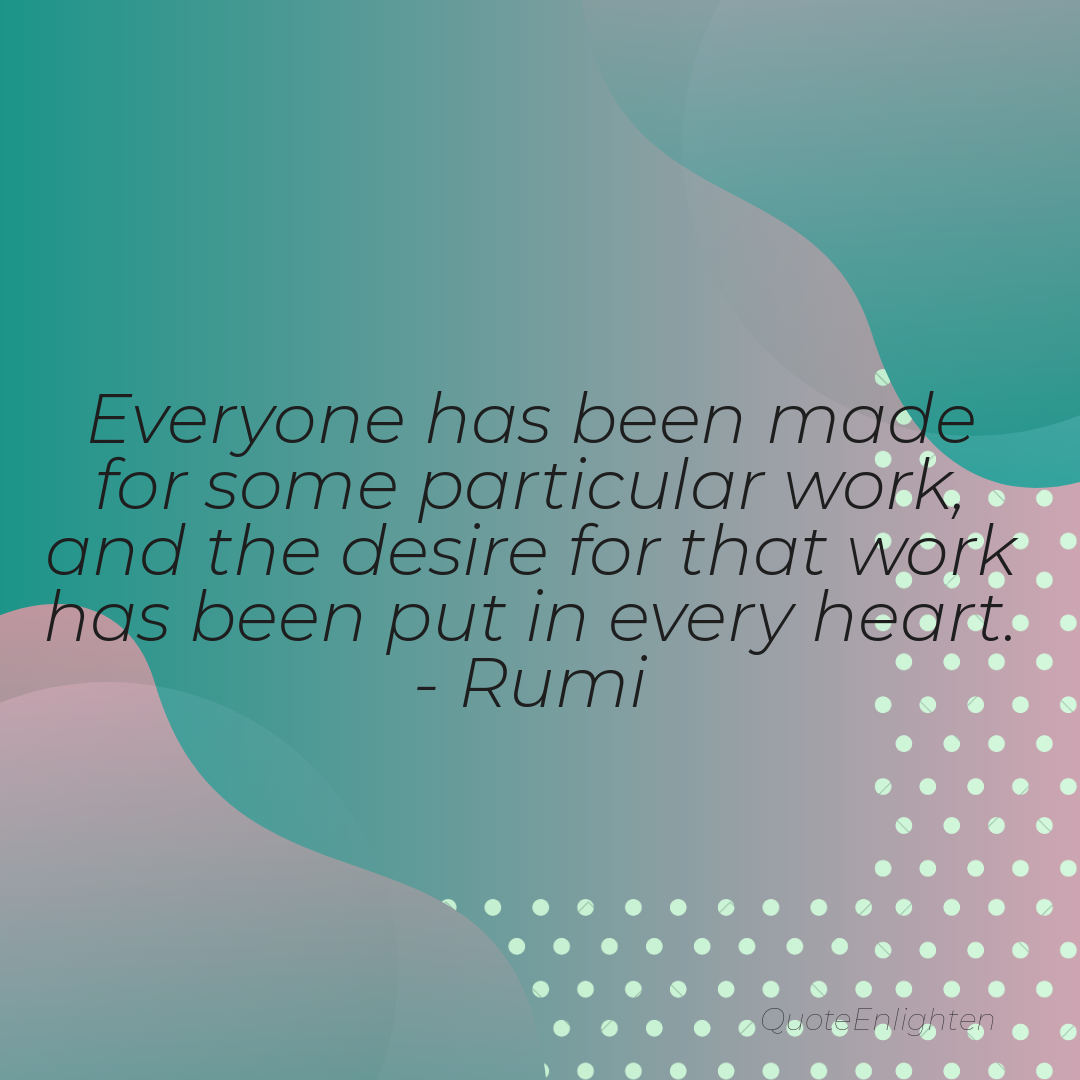 Everyone has been made
for some particular work,
and the desire for that work
has been put in every heart.
- Rumi
QuoteEnlighten